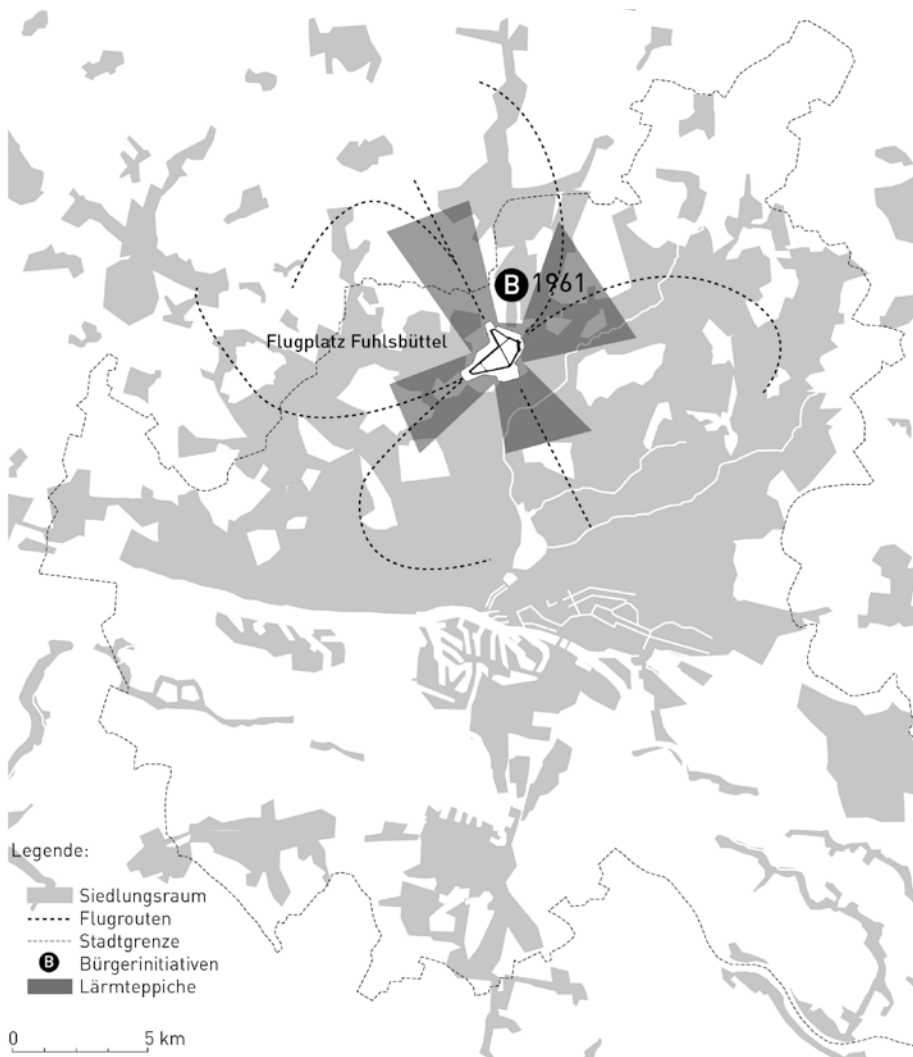 B 1961
Flugplatz Fuhlsbüttel
Legende:
Siedlungsraum
Flugrouten
Stadtgrenze
B Bürgerinitiativen
Lärmteppiche
0 5 km